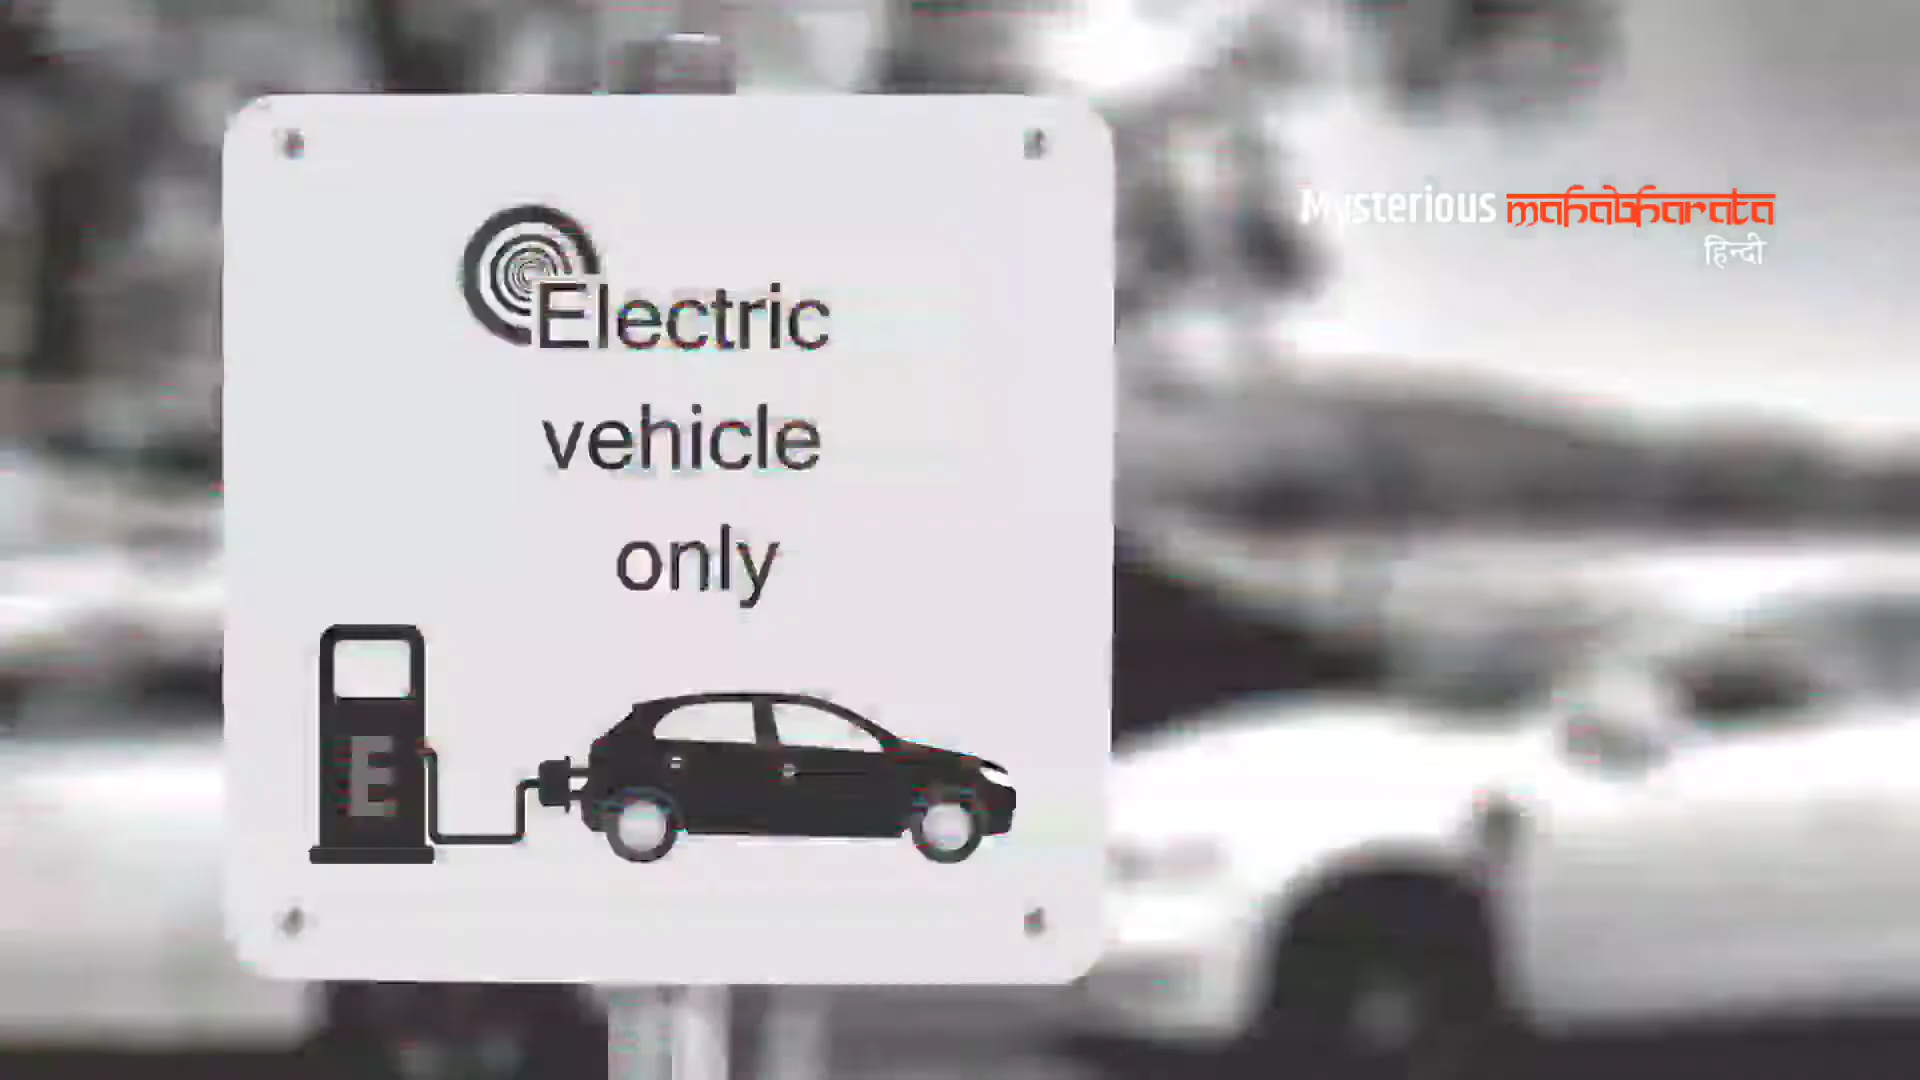 Mysterious mahabharata
हिन्दी
Electric
vehicle
only
E